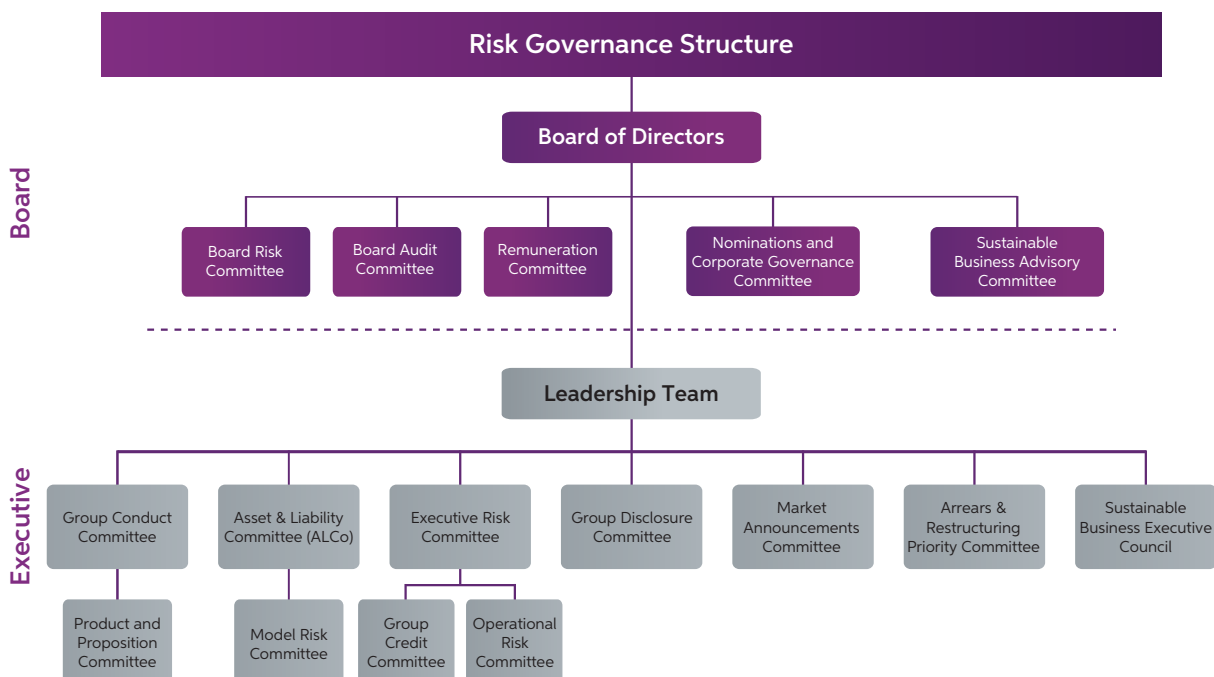 Risk Governance Structure
Board
Board of Directors
Board Risk
Committee
Board Audit
Committee
Remuneration
Committee
Nominations and
Corporate Governance
Committee
Sustainable
Business Advisory
Committee
Executive
Leadership Team
Group Conduct
Committee
Asset & Liability
Committee (ALCo)
Executive Risk
Committee
Group Disclosure
Committee
Market
Announcements
Committee
Arrears &
Restructuring
Priority Committee
Sustainable
Business Executive
Council
Product and
Proposition
Committee
Model Risk
Committee
Group
Credit
Committee
Operational
Risk
Committee